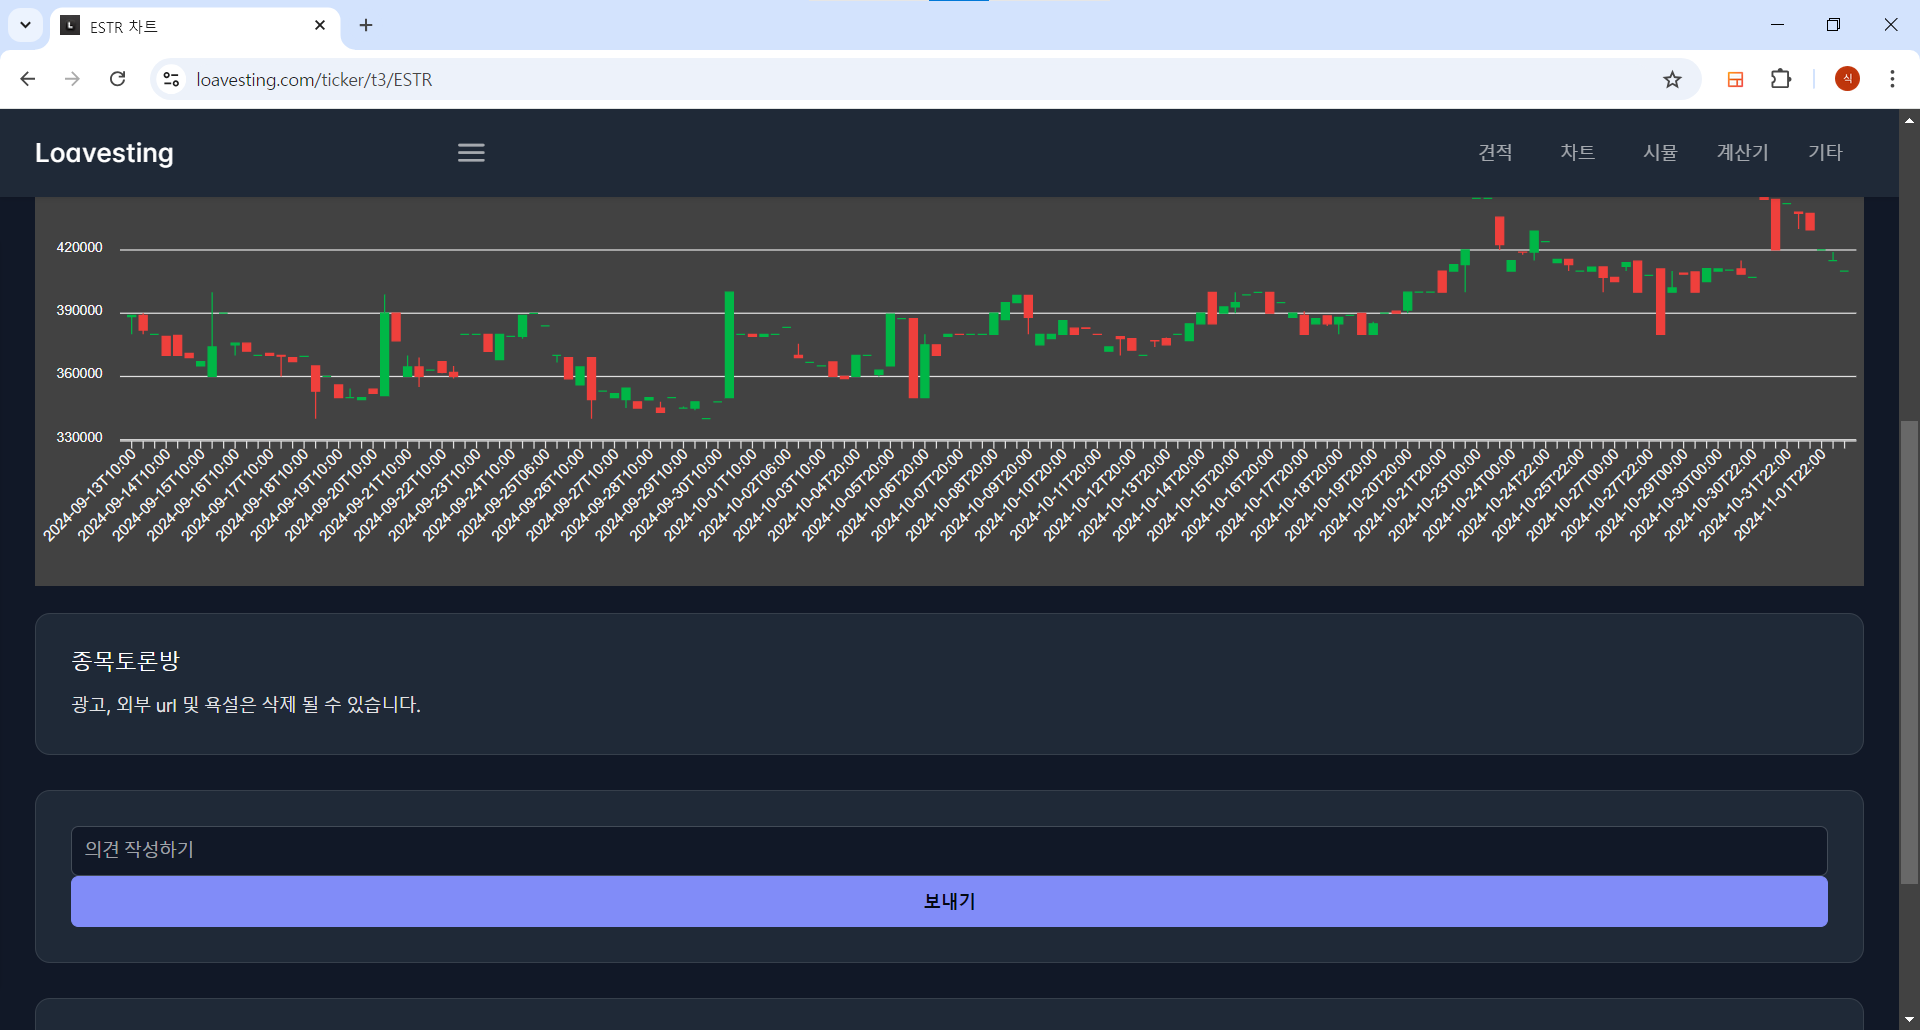 ESTR 차트
loavesting.com/ticker/t3/ESTR
식
Loavesting
견적 차트 시뮬 계산기 기타
420000
390000
360000
330000
2024-09-13T10:00
2024-09-14T10:00
2024-09-15T10:00
2024-09-16T10:00
2024-09-17T10:00
2024-09-18T10:00
2024-09-19T10:00
2024-09-20T10:00
2024-09-21T10:00
2024-09-22T10:00
2024-09-23T10:00
2024-09-24T10:00
2024-09-25T06:00
2024-09-26T10:00
2024-09-27T10:00
2024-09-28T10:00
2024-09-29T10:00
2024-09-30T10:00
2024-10-01T10:00
2024-10-02T06:00
2024-10-03T10:00
2024-10-04T20:00
2024-10-05T20:00
2024-10-06T20:00
2024-10-07T20:00
2024-10-08T20:00
2024-10-09T20:00
2024-10-10T20:00
2024-10-11T20:00
2024-10-12T20:00
2024-10-13T20:00
2024-10-14T20:00
2024-10-15T20:00
2024-10-16T20:00
2024-10-17T20:00
2024-10-18T20:00
2024-10-19T20:00
2024-10-20T20:00
2024-10-21T20:00
2024-10-23T00:00
2024-10-24T00:00
2024-10-24T22:00
2024-10-25T22:00
2024-10-27T00:00
2024-10-27T22:00
2024-10-29T00:00
2024-10-30T00:00
2024-10-30T22:00
2024-10-31T22:00
2024-11-01T22:00
종목토론방
광고, 외부 url 및 욕설은 삭제 될 수 있습니다.
의견 작성하기
보내기